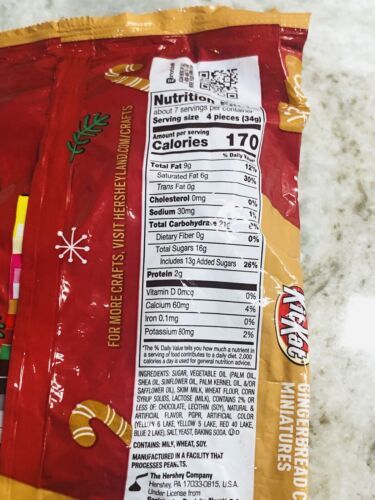 Nutrition
about 7 servings per container
Serving size 4 pieces (34g)
Amount per serving
Calories 170
% Daily
Total Fat 9g 12%
Saturated Fat 6g 30%
Trans Fat 0g
Cholesterol 0mg 0%
Sodium 30mg 1%
Total Carbohydrate 21g
Dietary Fiber 0g 0%
Total Sugars 16g
Includes 13g Added Sugars 26%
Protein 2g
Vitamin D 0mcg 0%
Calcium 60mg 4%
Iron 0.1mg 0%
Potassium 80mg 2%
*The % Daily Value tells you how much a nutrient in
a serving of food contributes to a daily diet. 2,000
calories a day is used for general nutrition advice.
INGREDIENTS: SUGAR, VEGETABLE OIL (PALM OIL,
SHEA OIL, SUNFLOWER OIL, PALM KERNEL OIL, &/OR
SAFFLOWER OIL), SKIM MILK, WHEAT FLOUR, CORN
SYRUP SOLIDS, LACTOSE (MILK), CONTAINS 2% OR
LESS OF: CHOCOLATE, LECITHIN (SOY), NATURAL &
ARTIFICIAL FLAVOR, PGPR, ARTIFICIAL COLOR
(YELLOW 6 LAKE, YELLOW 5 LAKE, RED 40 LAKE,
BLUE 2 LAKE), SALT, YEAST, BAKING SODA.
CONTAINS: MILK, WHEAT, SOY.
MANUFACTURED IN A FACILITY THAT
PROCESSES PEANUTS.
The Hershey Company
Hershey, PA 17033-0815, U.S.A.
Under License from
FOR MORE CRAFTS, VISIT HERSHEYLAND.COM/CRAFTS
KitKat
GINGERBREAD
MINIATURES